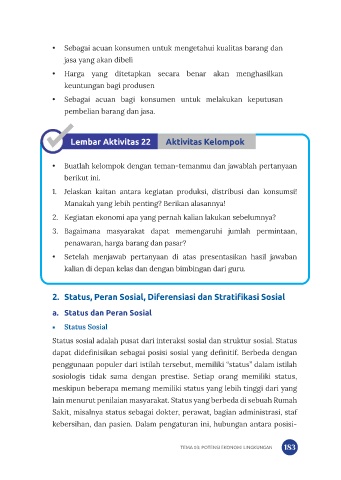 • Sebagai acuan konsumen untuk mengetahui kualitas barang dan
jasa yang akan dibeli
• Harga yang ditetapkan secara benar akan menghasilkan
keuntungan bagi produsen
• Sebagai acuan bagi konsumen untuk melakukan keputusan
pembelian barang dan jasa.
Lembar Aktivitas 22 Aktivitas Kelompok
• Buatlah kelompok dengan teman-temanmu dan jawablah pertanyaan
berikut ini.
1. Jelaskan kaitan antara kegiatan produksi, distribusi dan konsumsi!
Manakah yang lebih penting? Berikan alasannya!
2. Kegiatan ekonomi apa yang pernah kalian lakukan sebelumnya?
3. Bagaimana masyarakat dapat memengaruhi jumlah permintaan,
penawaran, harga barang dan pasar?
• Setelah menjawab pertanyaan di atas presentasikan hasil jawaban
kalian di depan kelas dan dengan bimbingan dari guru.
2. Status, Peran Sosial, Diferensiasi dan Stratifikasi Sosial
a. Status dan Peran Sosial
• Status Sosial
Status sosial adalah pusat dari interaksi sosial dan struktur sosial. Status
dapat didefinisikan sebagai posisi sosial yang definitif. Berbeda dengan
penggunaan populer dari istilah tersebut, memiliki “status” dalam istilah
sosiologis tidak sama dengan prestise. Setiap orang memiliki status,
meskipun beberapa memang memiliki status yang lebih tinggi dari yang
lain menurut penilaian masyarakat. Status yang berbeda di sebuah Rumah
Sakit, misalnya status sebagai dokter, perawat, bagian administrasi, staf
kebersihan, dan pasien. Dalam pengaturan ini, hubungan antara posisi-
TEMA 03: POTENSI EKONOMI LINGKUNGAN 183